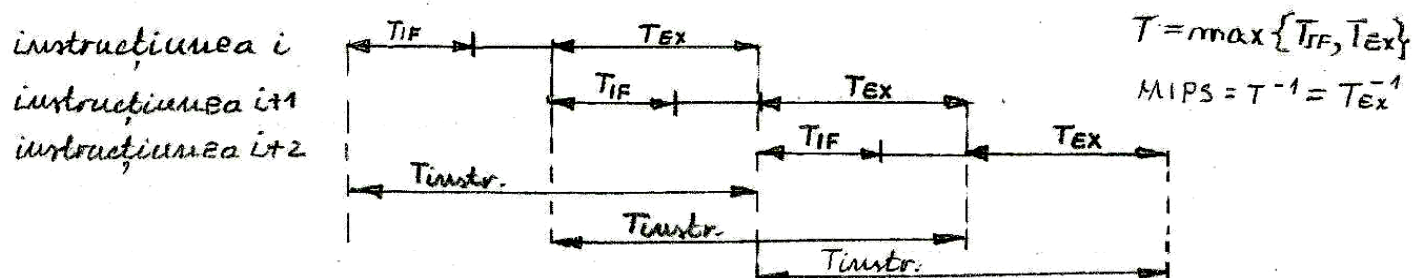 instrucțiunea i TIF TEX T = max {TIF, TEX}
instrucțiunea i+1 TIF TEX MIPS = T⁻¹ = TEX⁻¹
instrucțiunea i+2 TIF TEX
Tinstr.
Tinstr.
Tinstr.